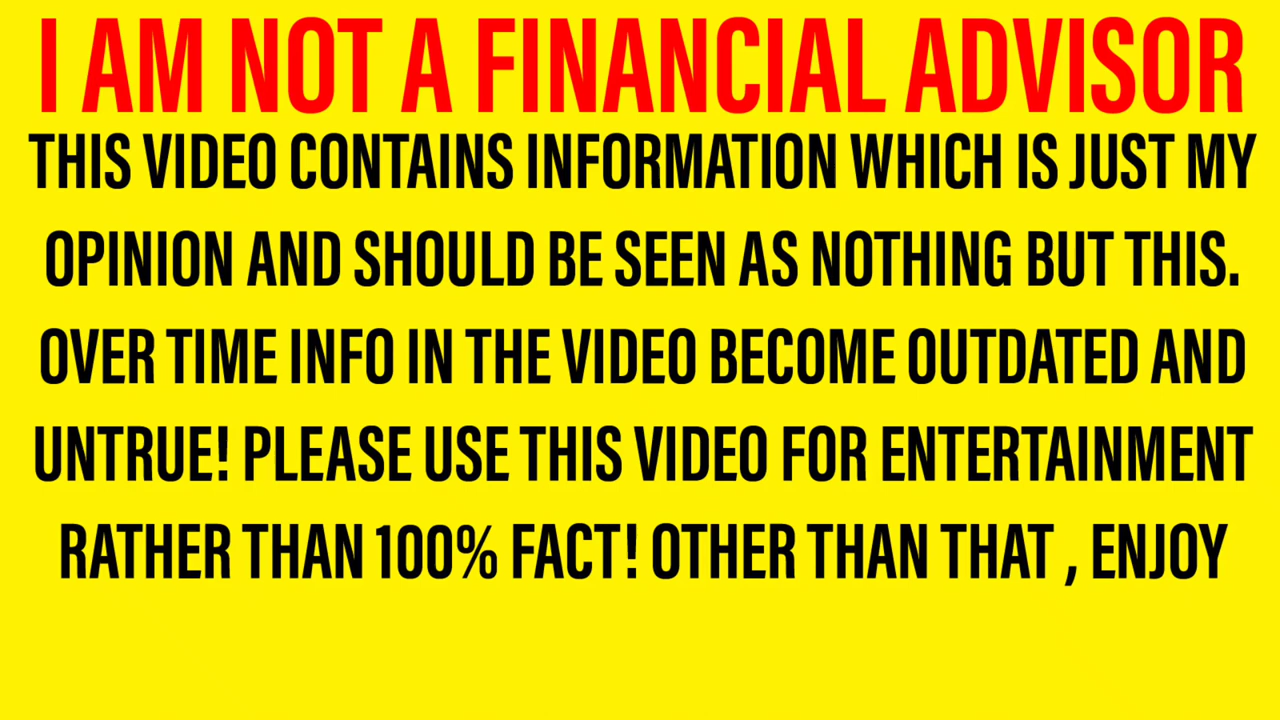 I AM NOT A FINANCIAL ADVISOR
THIS VIDEO CONTAINS INFORMATION WHICH IS JUST MY
OPINION AND SHOULD BE SEEN AS NOTHING BUT THIS.
OVER TIME INFO IN THE VIDEO BECOME OUTDATED AND
UNTRUE! PLEASE USE THIS VIDEO FOR ENTERTAINMENT
RATHER THAN 100% FACT! OTHER THAN THAT , ENJOY